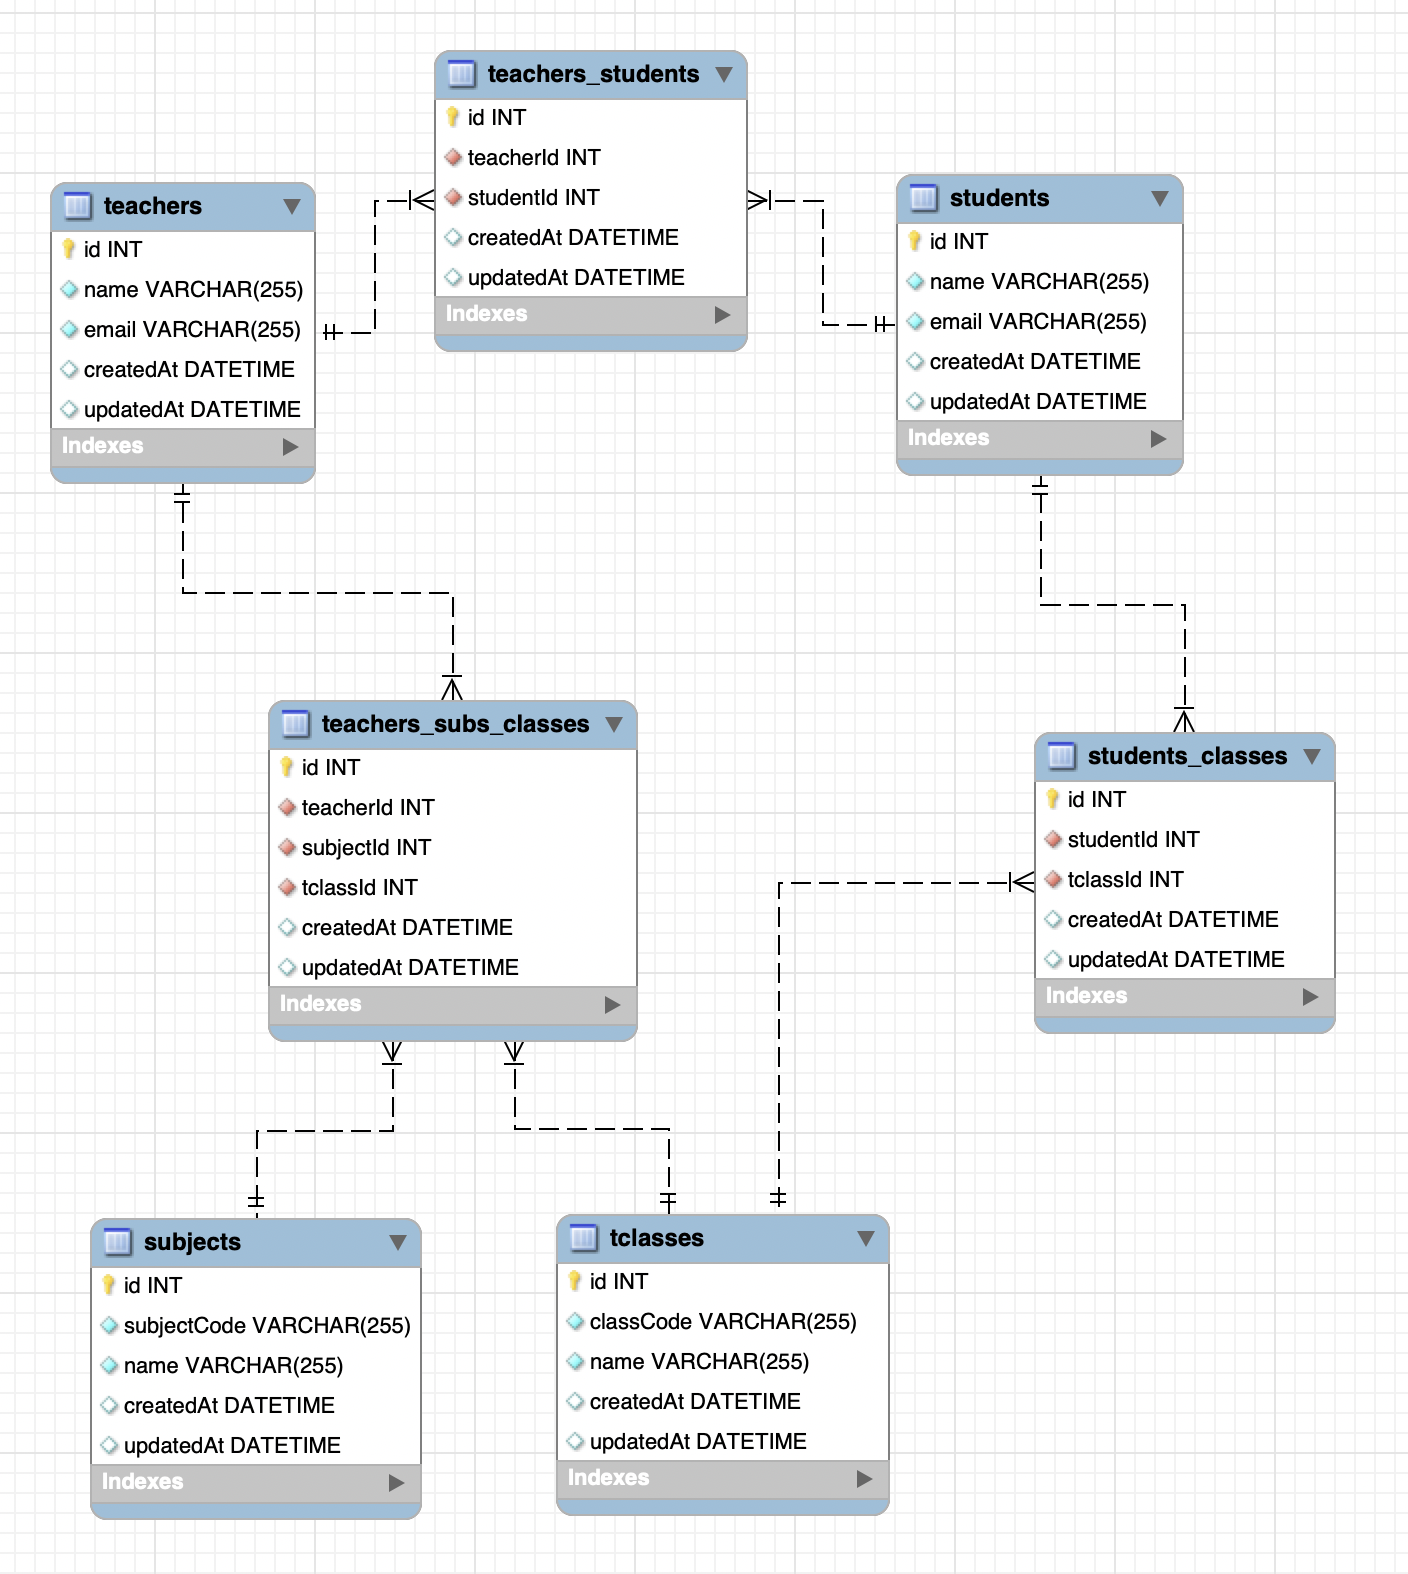 teachers_students
id INT
teacherId INT
studentId INT
createdAt DATETIME
updatedAt DATETIME
Indexes
teachers
id INT
name VARCHAR(255)
email VARCHAR(255)
createdAt DATETIME
updatedAt DATETIME
Indexes
students
id INT
name VARCHAR(255)
email VARCHAR(255)
createdAt DATETIME
updatedAt DATETIME
Indexes
teachers_subs_classes
id INT
teacherId INT
subjectId INT
tclassId INT
createdAt DATETIME
updatedAt DATETIME
Indexes
students_classes
id INT
studentId INT
tclassId INT
createdAt DATETIME
updatedAt DATETIME
Indexes
subjects
id INT
subjectCode VARCHAR(255)
name VARCHAR(255)
createdAt DATETIME
updatedAt DATETIME
Indexes
tclasses
id INT
classCode VARCHAR(255)
name VARCHAR(255)
createdAt DATETIME
updatedAt DATETIME
Indexes